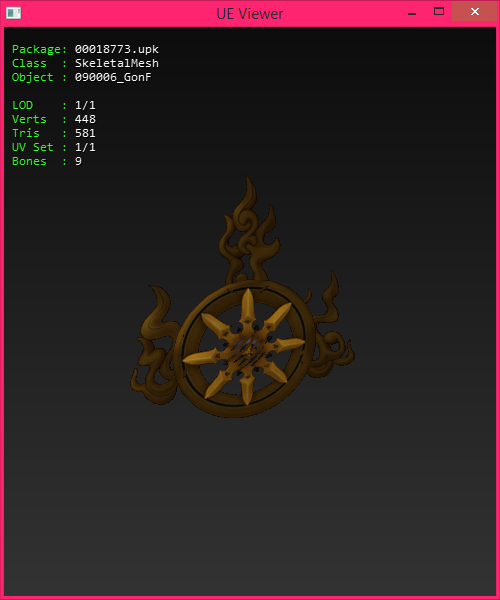 UE Viewer
Package: 00018773.upk
Class  : SkeletalMesh
Object : 090006_GonF
LOD    : 1/1
Verts  : 448
Tris   : 581
UV Set : 1/1
Bones  : 9